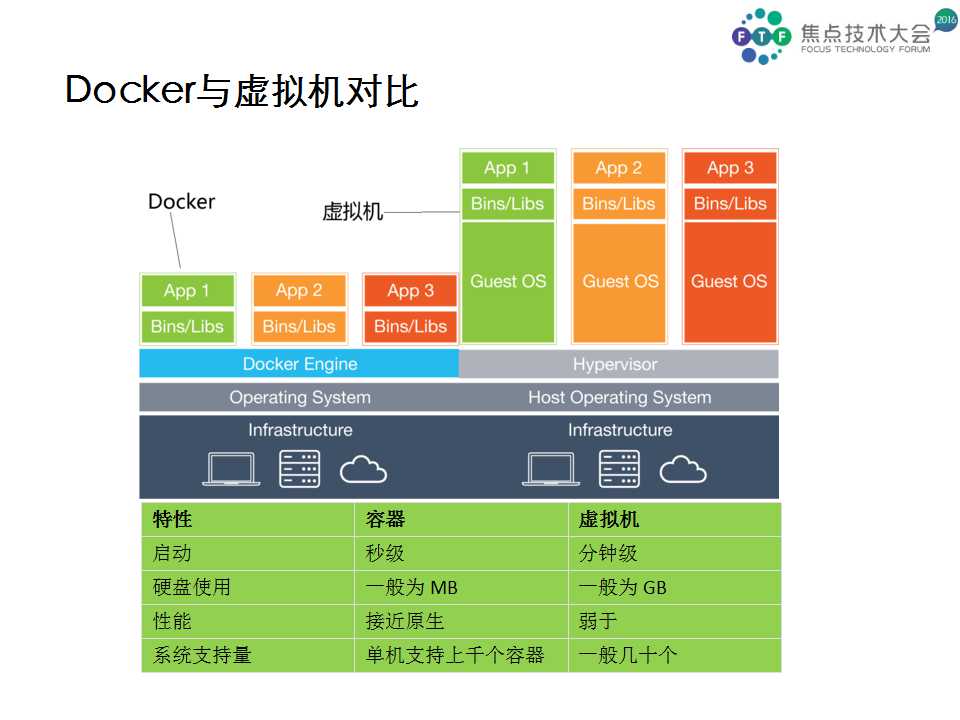 FTF 焦点技术大会 2016
FOCUS TECHNOLOGY FORUM
Docker与虚拟机对比
Docker
虚拟机
App 1 App 2 App 3
Bins/Libs Bins/Libs Bins/Libs
Guest OS Guest OS Guest OS
App 1 App 2 App 3
Bins/Libs Bins/Libs Bins/Libs
Docker Engine Hypervisor
Operating System Host Operating System
Infrastructure Infrastructure
特性 容器 虚拟机
启动 秒级 分钟级
硬盘使用 一般为 MB 一般为 GB
性能 接近原生 弱于
系统支持量 单机支持上千个容器 一般几十个